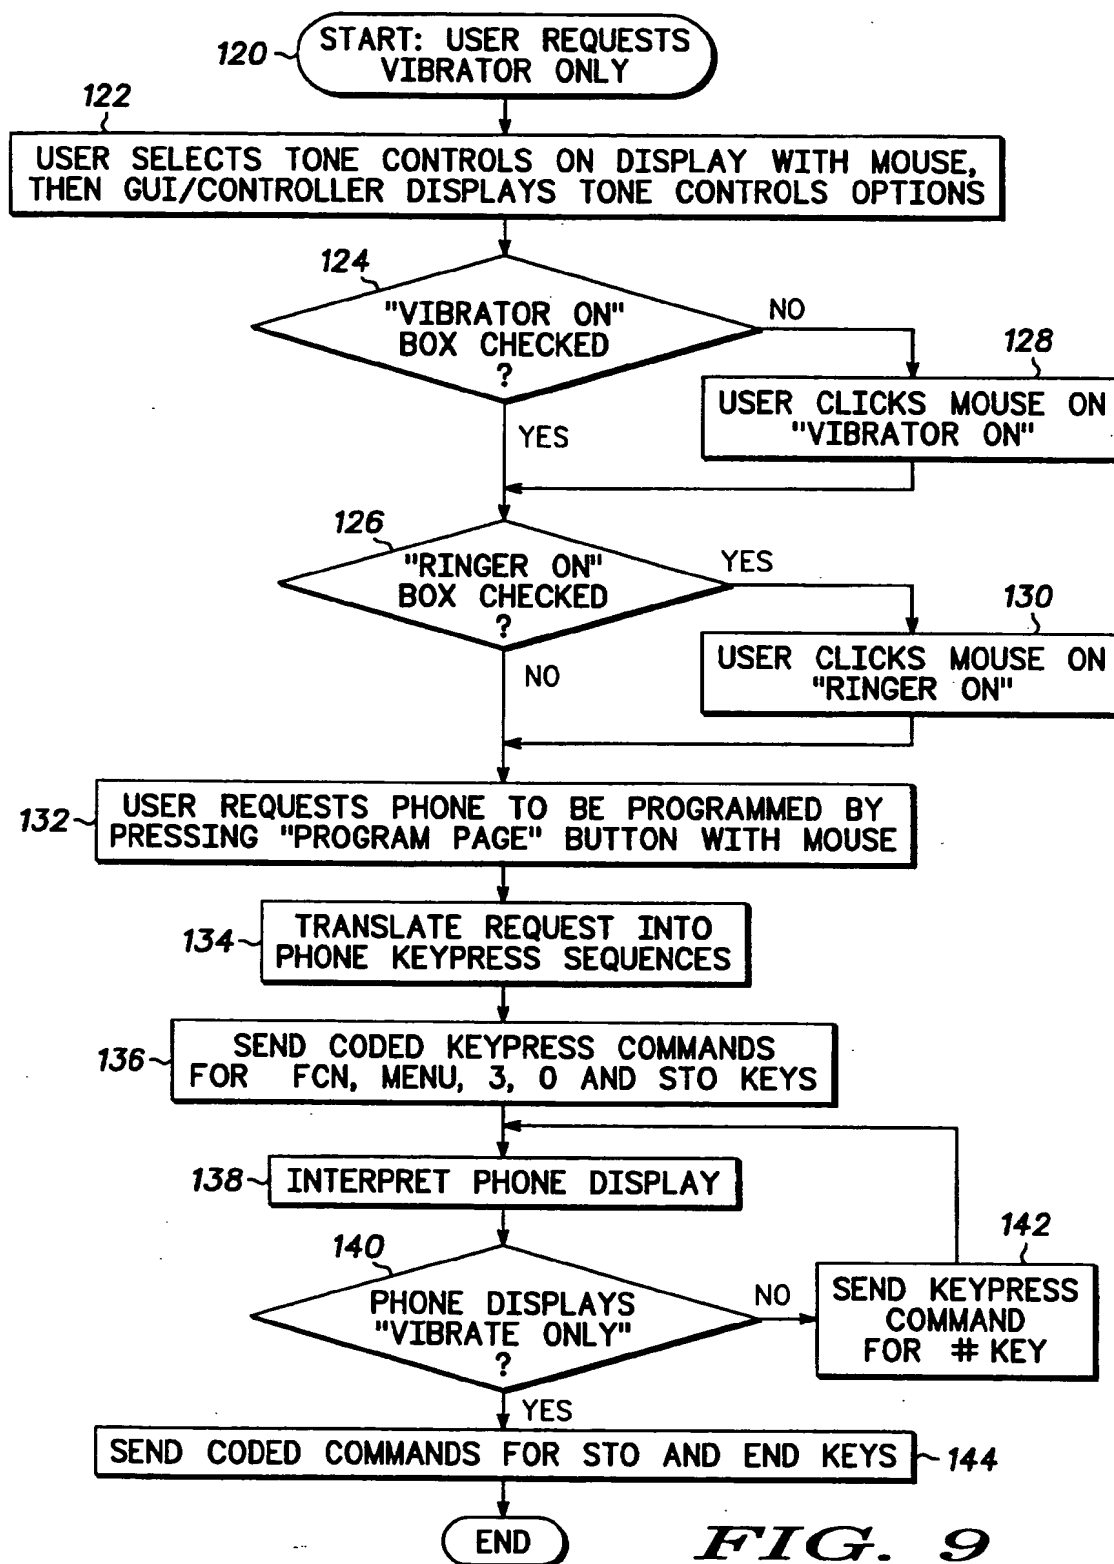 120
START: USER REQUESTS
VIBRATOR ONLY
122
USER SELECTS TONE CONTROLS ON DISPLAY WITH MOUSE,
THEN GUI/CONTROLLER DISPLAYS TONE CONTROLS OPTIONS
124
"VIBRATOR ON"
BOX CHECKED
?
NO
YES
128
USER CLICKS MOUSE ON
"VIBRATOR ON"
126
"RINGER ON"
BOX CHECKED
?
YES
NO
130
USER CLICKS MOUSE ON
"RINGER ON"
132
USER REQUESTS PHONE TO BE PROGRAMMED BY
PRESSING "PROGRAM PAGE" BUTTON WITH MOUSE
134
TRANSLATE REQUEST INTO
PHONE KEYPRESS SEQUENCES
136
SEND CODED KEYPRESS COMMANDS
FOR FCN, MENU, 3, 0 AND STO KEYS
138
INTERPRET PHONE DISPLAY
140
PHONE DISPLAYS
"VIBRATE ONLY"
?
NO
YES
142
SEND KEYPRESS
COMMAND
FOR # KEY
SEND CODED COMMANDS FOR STO AND END KEYS
144
END
FIG. 9